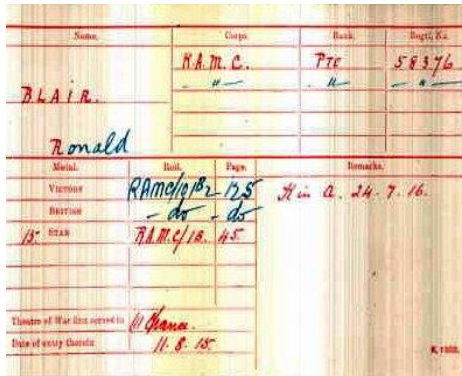 Name. Corps. Rank. Regtl. No.
R.A.M.C. PTE 58376
- " - - " - - " -
BLAIR.
Ronald
Medal. Roll. Page. Remarks.
VICTORY RAMC/101B2 125 K in A. 24.7.16.
BRITISH - do - do
15 STAR R.A.M.C/1B. 45.
Theatre of War first served in (1) France.
Date of entry therein 11.8.15.